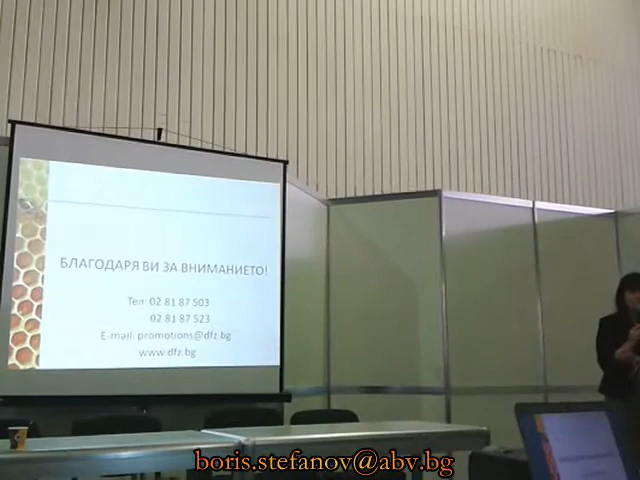 БЛАГОДАРЯ ВИ ЗА ВНИМАНИЕТО!
Тел: 02 81 87 503
02 81 87 523
E-mail: promotions@dfz.bg
www.dfz.bg
boris.stefanov@abv.bg